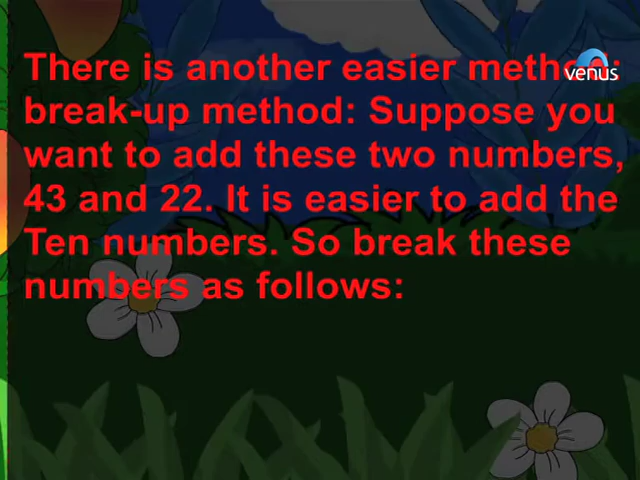 There is another easier method:
venus
break-up method: Suppose you
want to add these two numbers,
43 and 22. It is easier to add the
Ten numbers. So break these
numbers as follows: